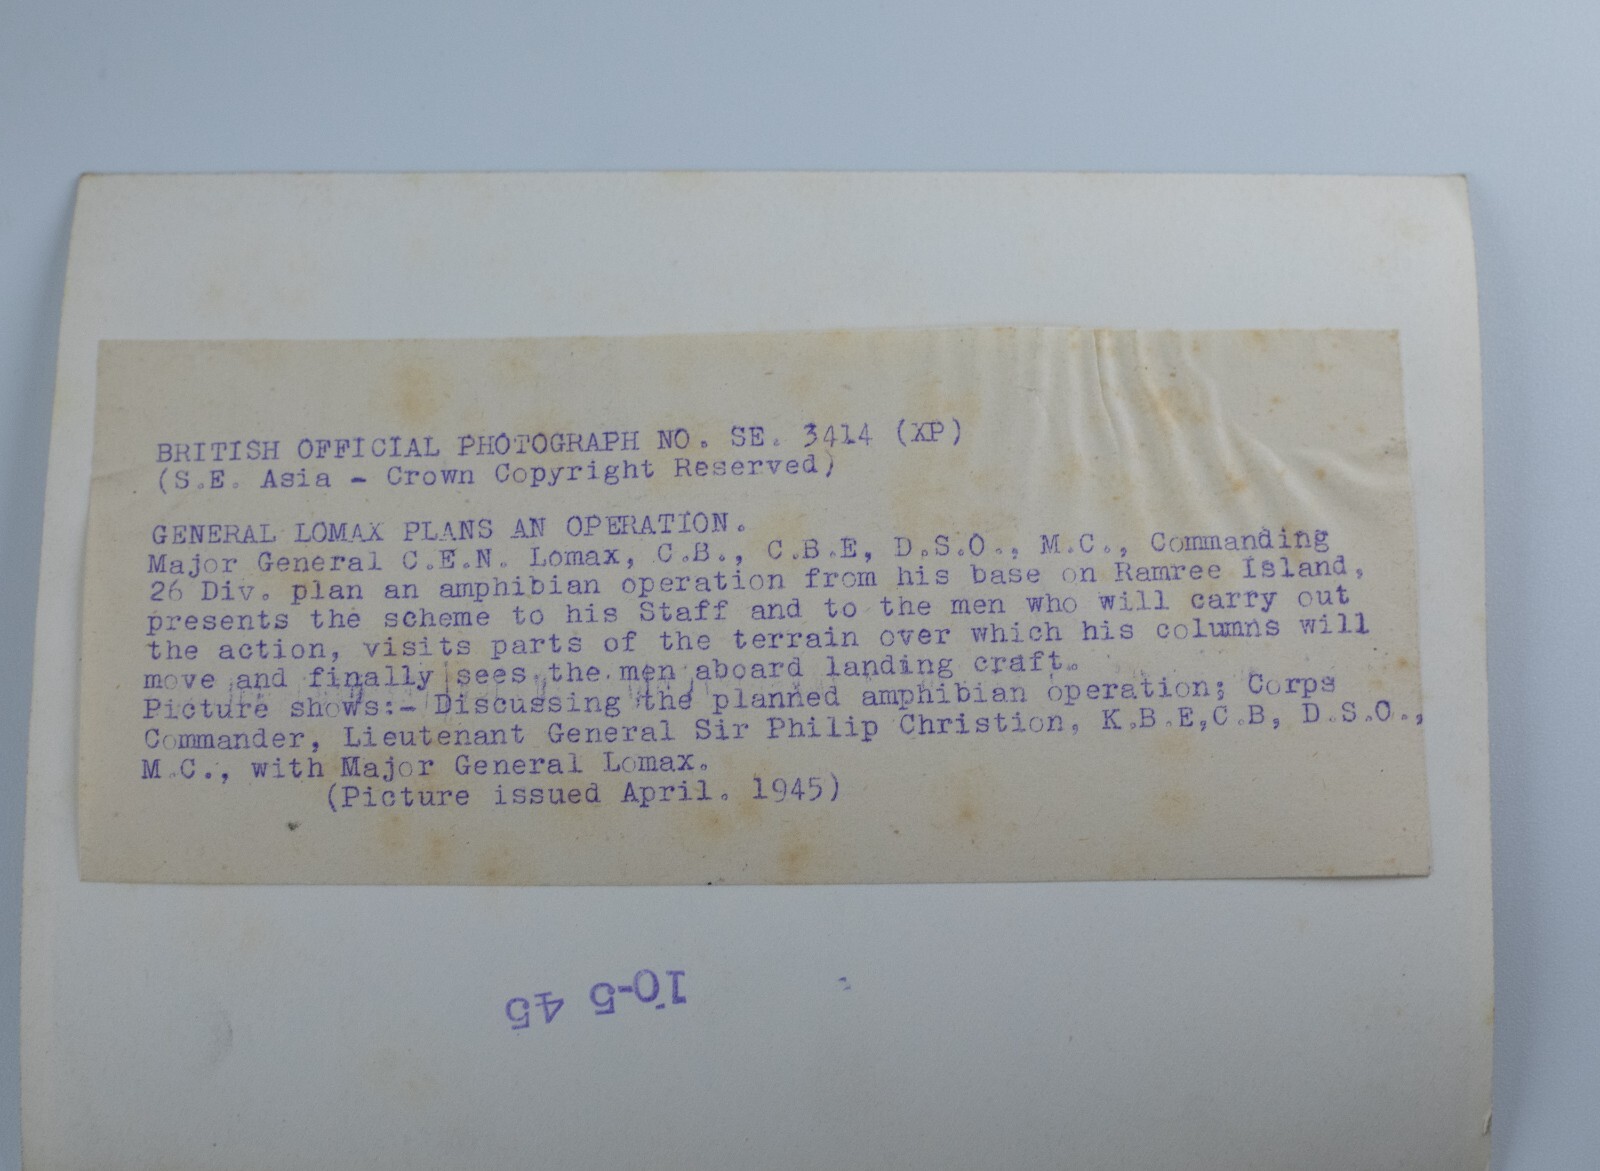 BRITISH OFFICIAL PHOTOGRAPH NO. SE. 3414 (XP)
(S.E. Asia - Crown Copyright Reserved)
GENERAL LOMAX PLANS AN OPERATION.
Major General C.E.N. Lomax, C.B., C.B.E, D.S.O., M.C., Commanding
26 Div. plan an amphibian operation from his base on Ramree Island,
presents the scheme to his Staff and to the men who will carry out
the action, visits parts of the terrain over which his columns will
move and finally sees the men aboard landing craft.
Picture shows:- Discussing the planned amphibian operation; Corps
Commander, Lieutenant General Sir Philip Christion, K.B.E,C.B, D.S.O.,
M.C., with Major General Lomax.
(Picture issued April. 1945)
10-5 45